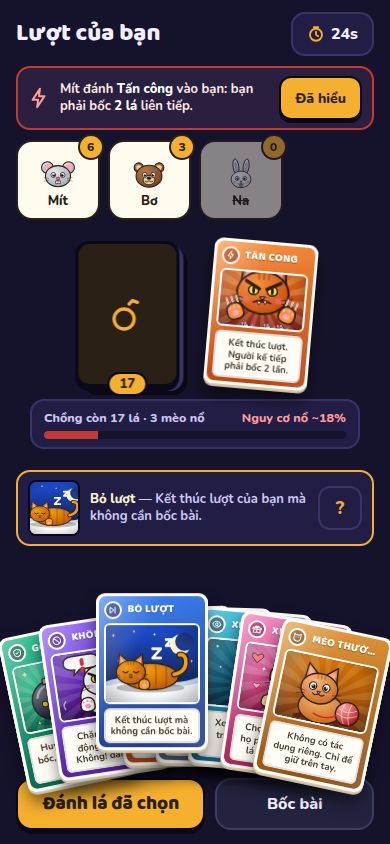 Lượt của bạn
24s
Mít đánh Tấn công vào bạn: bạn
phải bốc 2 lá liên tiếp.
Đã hiểu
6
3
0
Mít
Bơ
Na
TẤN CÔNG
Kết thúc lượt.
Người kế tiếp
phải bốc 2 lần.
17
Chồng còn 17 lá · 3 mèo nổ
Nguy cơ nổ ~18%
Bỏ lượt — Kết thúc lượt của bạn mà
không cần bốc bài.
?
BỎ LƯỢT
Z
Z
Kết thúc lượt mà
không cần bốc bài.
MÈO THƯỜ...
Không có tác
dụng riêng. Chỉ để
giữ trên tay.
Đánh lá đã chọn
Bốc bài